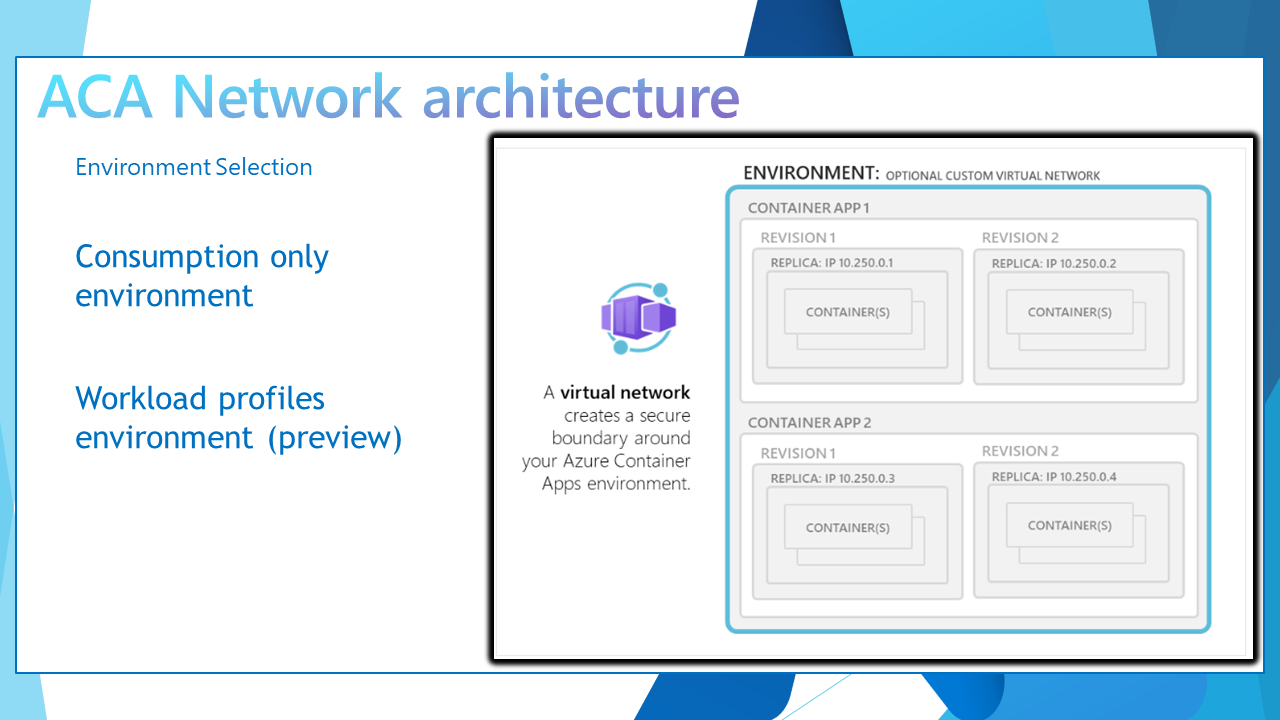 ACA Network architecture
Environment Selection
Consumption only
environment
Workload profiles
environment (preview)
A virtual network
creates a secure
boundary around
your Azure Container
Apps environment.
ENVIRONMENT: OPTIONAL CUSTOM VIRTUAL NETWORK
CONTAINER APP 1
REVISION 1
REPLICA: IP 10.250.0.1
CONTAINER(S)
REVISION 2
REPLICA: IP 10.250.0.2
CONTAINER(S)
CONTAINER APP 2
REVISION 1
REPLICA: IP 10.250.0.3
CONTAINER(S)
REVISION 2
REPLICA: IP 10.250.0.4
CONTAINER(S)